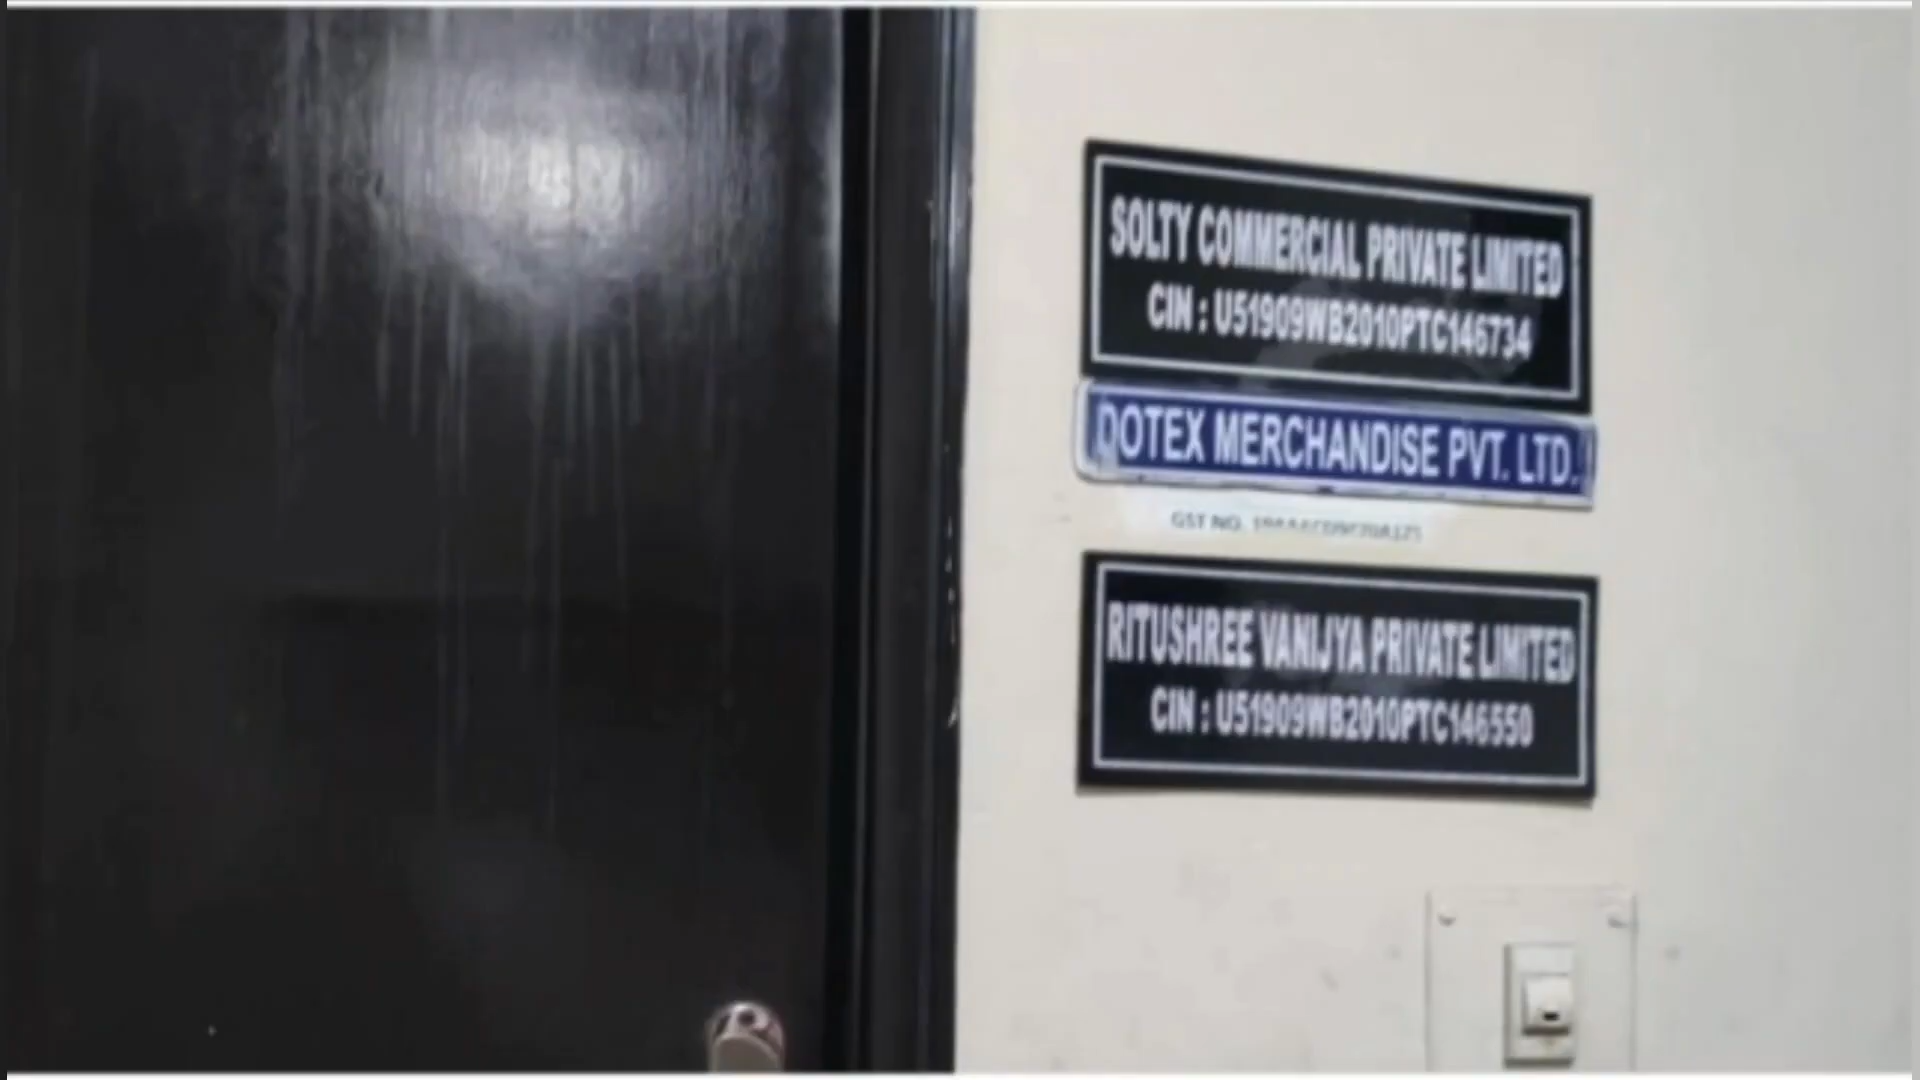 SOLTY COMMERCIAL PRIVATE LIMITED
CIN : U51909WB2010PTC146734
DOTEX MERCHANDISE PVT. LTD.
GST NO.
RITUSHREE VANIJYA PRIVATE LIMITED
CIN : U51909WB2010PTC146550